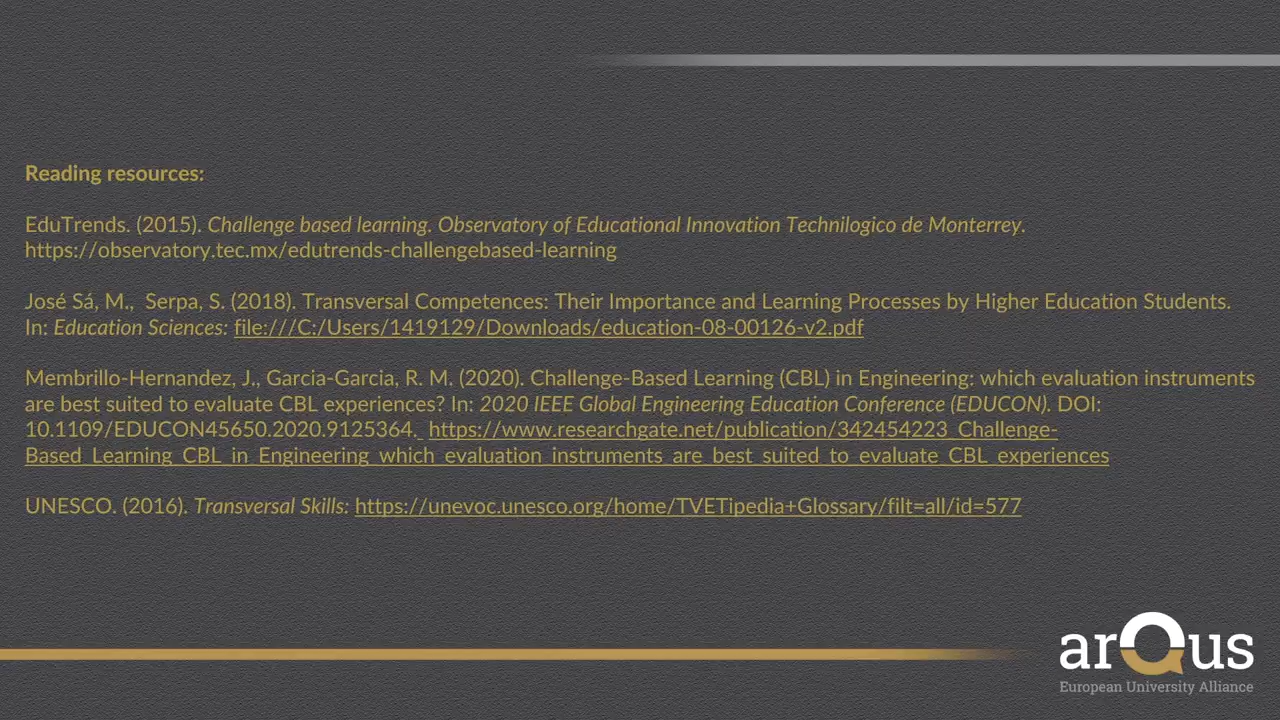 Reading resources:
EduTrends. (2015). Challenge based learning. Observatory of Educational Innovation Technilogico de Monterrey.
https://observatory.tec.mx/edutrends-challengebased-learning
José Sá, M., Serpa, S. (2018). Transversal Competences: Their Importance and Learning Processes by Higher Education Students.
In: Education Sciences: file:///C:/Users/1419129/Downloads/education-08-00126-v2.pdf
Membrillo-Hernandez, J., Garcia-Garcia, R. M. (2020). Challenge-Based Learning (CBL) in Engineering: which evaluation instruments
are best suited to evaluate CBL experiences? In: 2020 IEEE Global Engineering Education Conference (EDUCON). DOI:
10.1109/EDUCON45650.2020.9125364. https://www.researchgate.net/publication/342454223_Challenge-
Based_Learning_CBL_in_Engineering_which_evaluation_instruments_are_best_suited_to_evaluate_CBL_experiences
UNESCO. (2016). Transversal Skills: https://unevoc.unesco.org/home/TVETipedia+Glossary/filt=all/id=577
arQus
European University Alliance